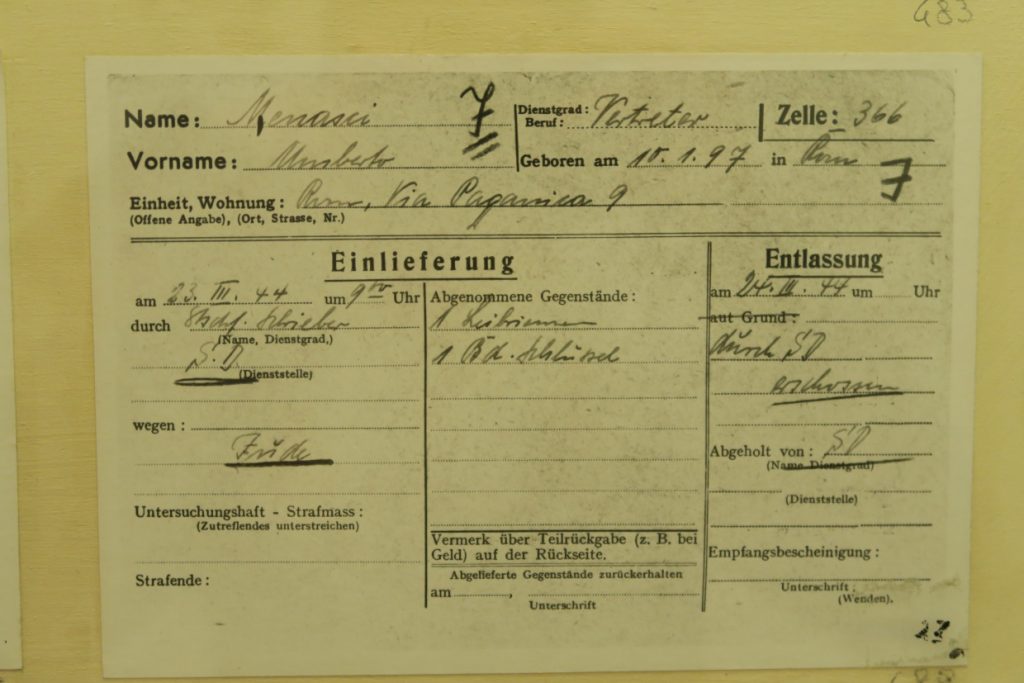 483
Name: Menasci J Dienstgrad: Beruf: Vertreter Zelle: 366
Vorname: Umberto Geboren am 10.1.97 in Rom J
Einheit, Wohnung: Rom, Via Paganica 9
(Offene Angabe), (Ort, Strasse, Nr.)
Einlieferung
am 23. III. 44 um 9 00 Uhr
durch Schieber
(Name, Dienstgrad,)
S.D
(Dienststelle)
wegen:
Jude
Untersuchungshaft - Strafmass:
(Zutreffendes unterstreichen)
Strafende:
Abgenommene Gegenstände:
1 Leibriemen
1 Bd. Schlüssel
Vermerk über Teilrückgabe (z. B. bei
Geld) auf der Rückseite.
Abgelieferte Gegenstände zurückerhalten
am ,
Unterschrift
Entlassung
am 24. III. 44 um Uhr
aut Grund:
durch SD
erschossen
Abgeholt von: SD
(Name Dienstgrad)
(Dienststelle)
Empfangsbescheinigung:
Unterschrift
(Wenden).